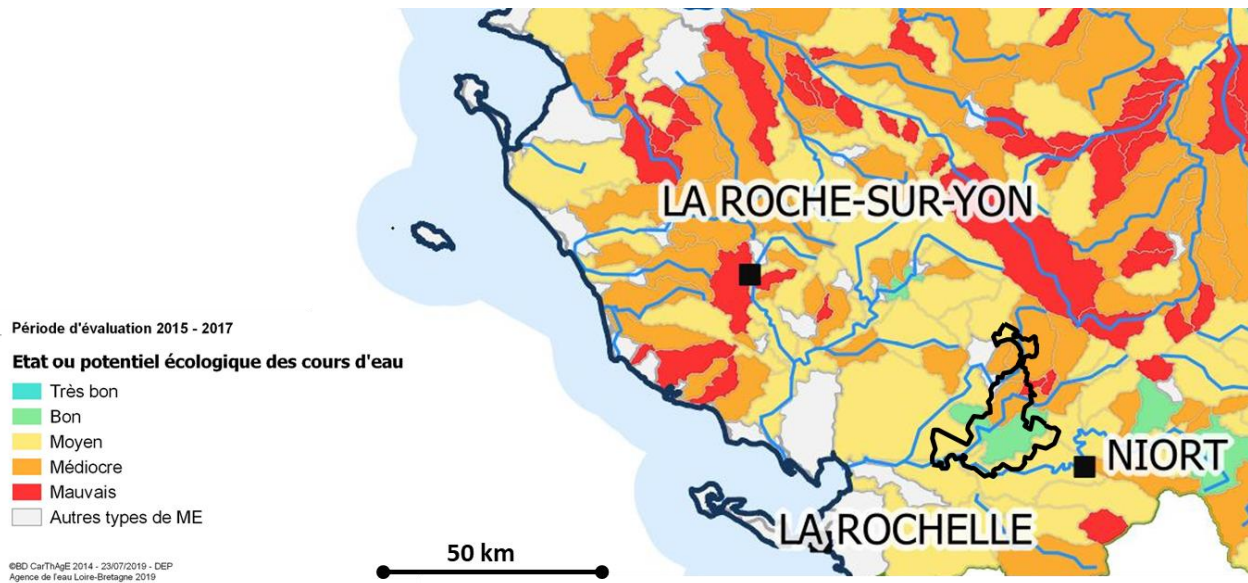 LA ROCHE-SUR-YON
Période d'évaluation 2015 - 2017
Etat ou potentiel écologique des cours d'eau
Très bon
Bon
Moyen
Médiocre
Mauvais
Autres types de ME
NIORT
LA ROCHELLE
50 km
©BD CarThAgE 2014 - 23/07/2019 - DEP
Agence de l'eau Loire-Bretagne 2019